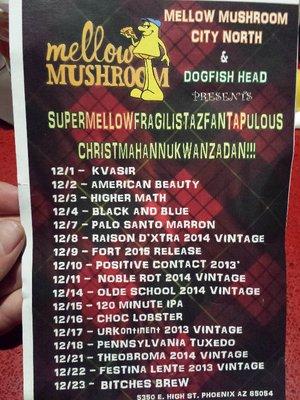 mellow
MUSHROOM
MELLOW MUSHROOM
CITY NORTH
&
DOGFISH HEAD
PRESENTS
SUPERMELLOWFRAGILISTAZFANTAPULOUS
CHRISTMAHANNUKWANZADAN!!!
12/1 - KVASIR
12/2 - AMERICAN BEAUTY
12/3 - HIGHER MATH
12/4 - BLACK AND BLUE
12/7 - PALO SANTO MARRON
12/8 - RAISON D'XTRA 2014 VINTAGE
12/9 - FORT 2015 RELEASE
12/10 - POSITIVE CONTACT 2013'
12/11 - NOBLE ROT 2014 VINTAGE
12/14 - OLDE SCHOOL 2014 VINTAGE
12/15 - 120 MINUTE IPA
12/16 - CHOC LOBSTER
12/17 - URKontinent 2013 VINTAGE
12/18 - PENNSYLVANIA TUXEDO
12/21 - THEOBROMA 2014 VINTAGE
12/22 - FESTINA LENTE 2013 VINTAGE
12/23 - BITCHES BREW
5350 E. HIGH ST. PHOENIX AZ 85054